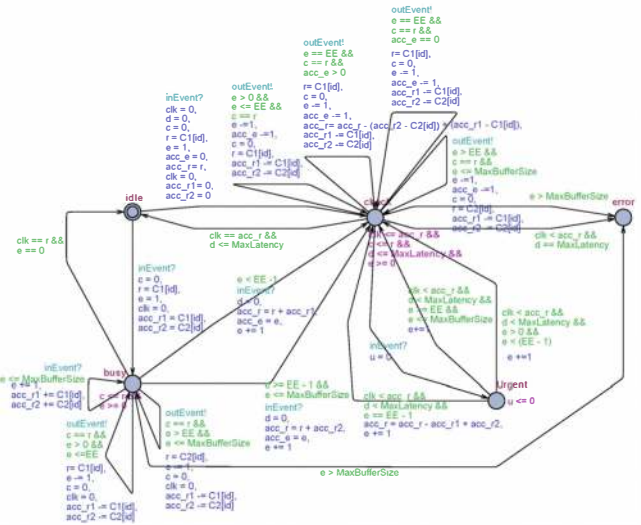 outEvent!
e == EE &&
c == r &&
acc_e == 0
r= C1[id],
c = 0,
e -= 1,
acc_e -= 1,
acc_r1 -= C1[id],
acc_r2 -= C2[id]
outEvent!
e == EE &&
c == r &&
acc_e > 0
r= C1[id],
c = 0,
e -= 1,
acc_e -= 1,
acc_r= acc_r - (acc_r2 - C2[id]) + (acc_r1 - C1[id]),
acc_r1 -= C1[id],
acc_r2 -= C2[id]
outEvent!
e > 0 &&
e <= EE &&
c == r
e -=1,
acc_e -=1,
c = 0,
r = C1[id],
acc_r1 -= C1[id],
acc_r2 -= C2[id]
inEvent?
clk = 0,
d = 0,
c = 0,
r = C1[id],
e = 1,
acc_e = 0,
acc_r= r,
clk = 0,
acc_r1= 0,
acc_r2 = 0
outEvent!
e > EE &&
c == r &&
e <= MaxBufferSize
e -=1,
acc_e -=1,
c = 0,
r = C2[id],
acc_r1 -= C1[id],
acc_r2 -= C2[id]
idle
e > MaxBufferSize
error
clk == r &&
e == 0
clk == acc_r &&
d <= MaxLatency
clk <= acc_r &&
c <= r &&
d <= MaxLatency &&
e >= 0
clk < acc_r &&
d == MaxLatency
inEvent?
c = 0,
r = C1[id],
e = 1,
clk = 0,
acc_r1 = C1[id],
acc_r2 = C2[id]
e < EE -1
inEvent?
d = 0,
acc_r = r + acc_r1,
acc_e = e,
e += 1
clk < acc_r &&
d < MaxLatency &&
e == EE &&
e <= MaxBufferSize
e+=1
clk < acc_r &&
d < MaxLatency &&
e > 0 &&
e < (EE - 1)
e +=1
inEvent?
u = 0,
inEvent?
e <= MaxBufferSize
e += 1,
acc_r1 += C1[id],
acc_r2 += C2[id]
busy
e >= 0
e >= EE - 1 &&
e <= MaxBufferSize
inEvent?
d = 0,
acc_r = r + acc_r2,
acc_e = e,
e += 1
clk < acc_r &&
d < MaxLatency &&
e == EE - 1
acc_r = acc_r - acc_r1 + acc_r2,
e += 1
Urgent
u <= 0
outEvent!
c == r &&
e > 0 &&
e <=EE
r= C1[id],
e -= 1,
c = 0,
clk = 0,
acc_r1 -= C1[id],
acc_r2 -= C2[id]
outEvent!
c == r &&
e > EE &&
e <= MaxBufferSize
r = C2[id],
e -= 1,
c = 0,
clk = 0,
acc_r1 -= C1[id],
acc_r2 -= C2[id]
e > MaxBufferSize